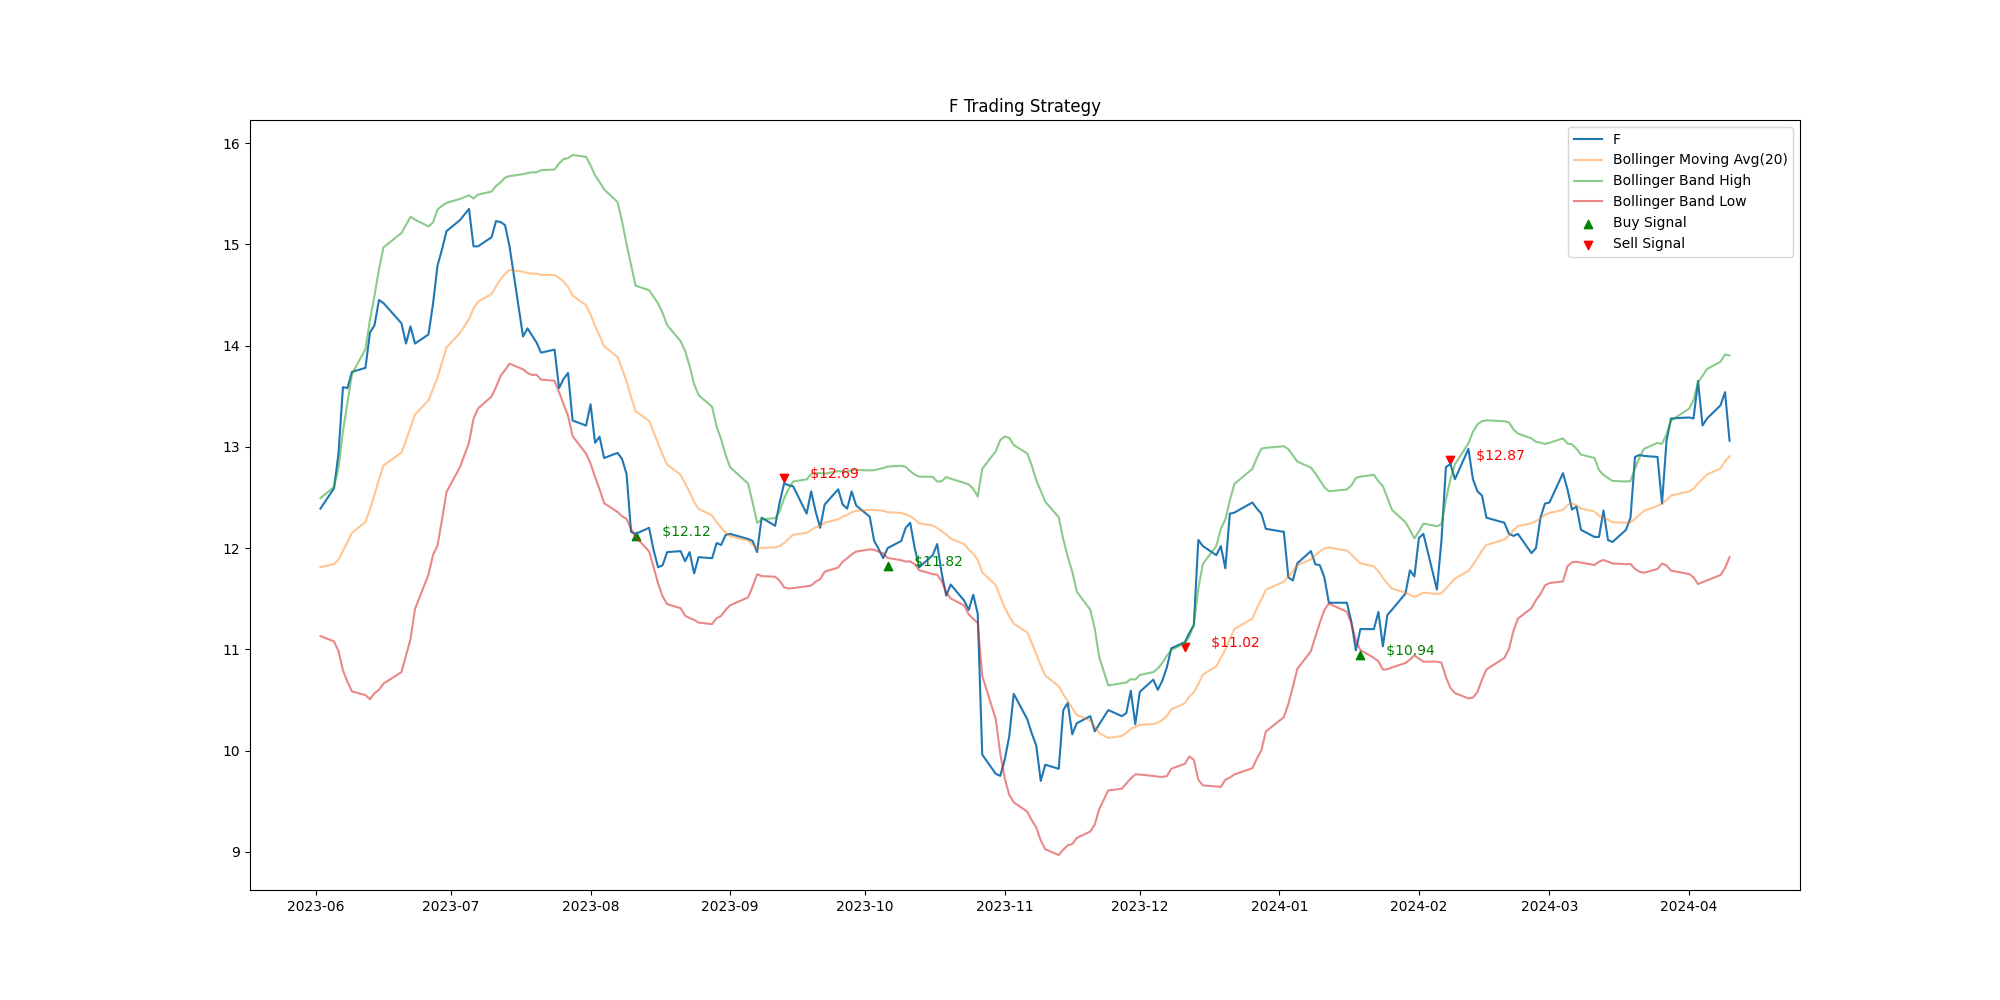 F Trading Strategy
F
Bollinger Moving Avg(20)
Bollinger Band High
Bollinger Band Low
Buy Signal
Sell Signal
16
15
14
13
12
11
10
9
$12.12
$12.69
$11.82
$11.02
$10.94
$12.87
2023-06 2023-07 2023-08 2023-09 2023-10 2023-11 2023-12 2024-01 2024-02 2024-03 2024-04